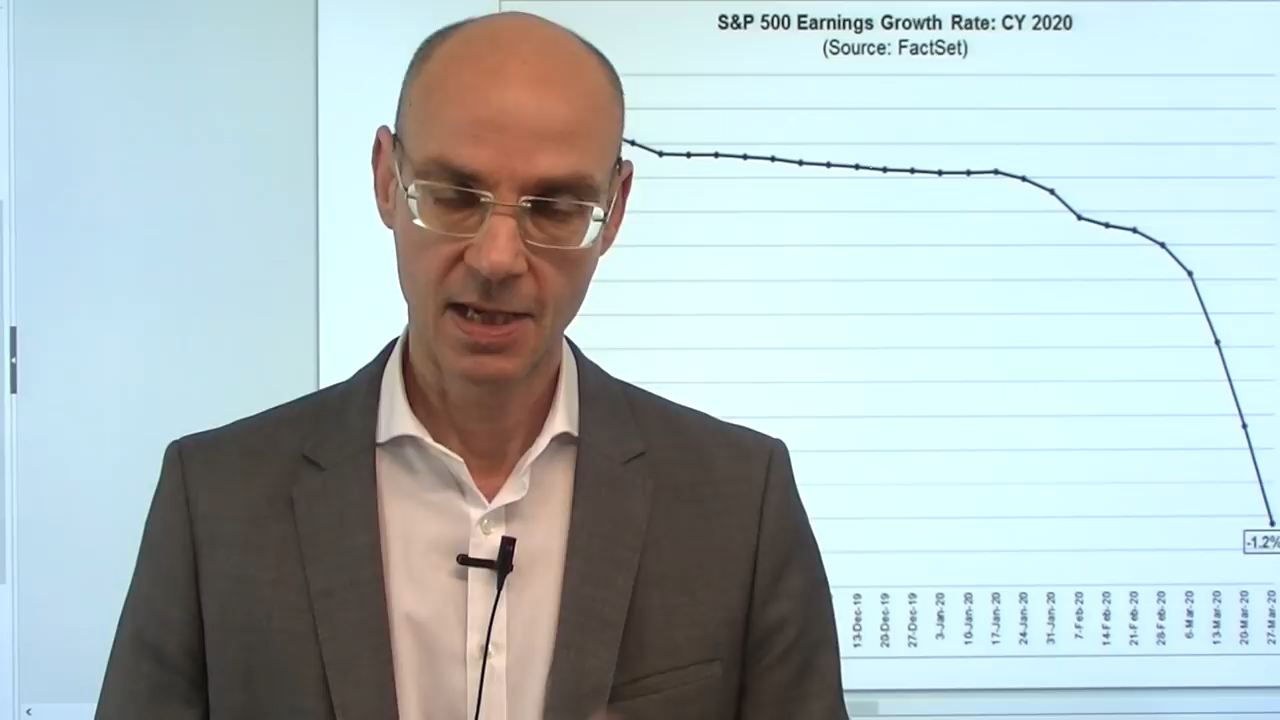 S&P 500 Earnings Growth Rate: CY 2020
(Source: FactSet)
-1.2%
13-Dec-19
20-Dec-19
27-Dec-19
3-Jan-20
10-Jan-20
17-Jan-20
24-Jan-20
31-Jan-20
7-Feb-20
14-Feb-20
21-Feb-20
28-Feb-20
6-Mar-20
13-Mar-20
20-Mar-20
27-Mar-20